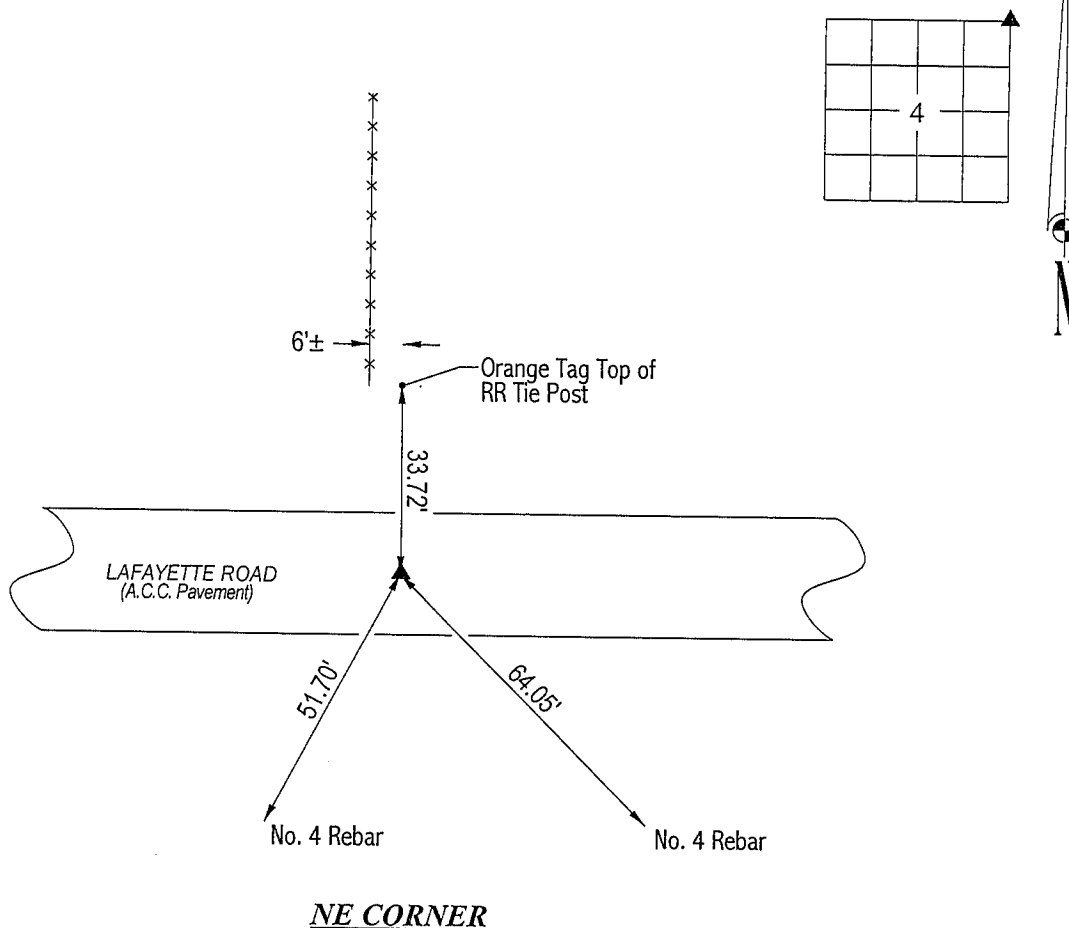 4
6'±
Orange Tag Top of
RR Tie Post
33.72'
LAFAYETTE ROAD
(A.C.C. Pavement)
51.70'
64.05'
No. 4 Rebar
No. 4 Rebar
NE CORNER